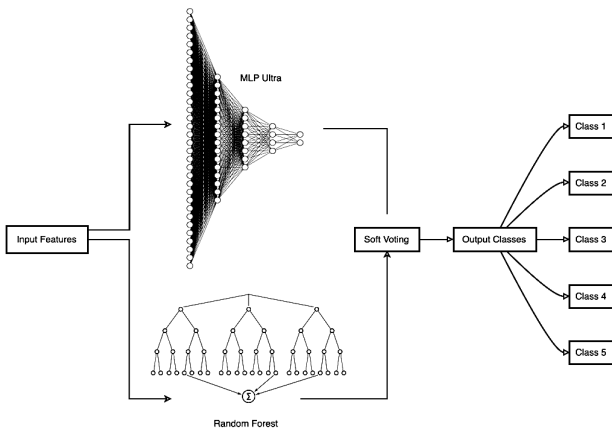 MLP Ultra
Input Features
Soft Voting
Output Classes
Class 1
Class 2
Class 3
Class 4
Class 5
Σ
Random Forest